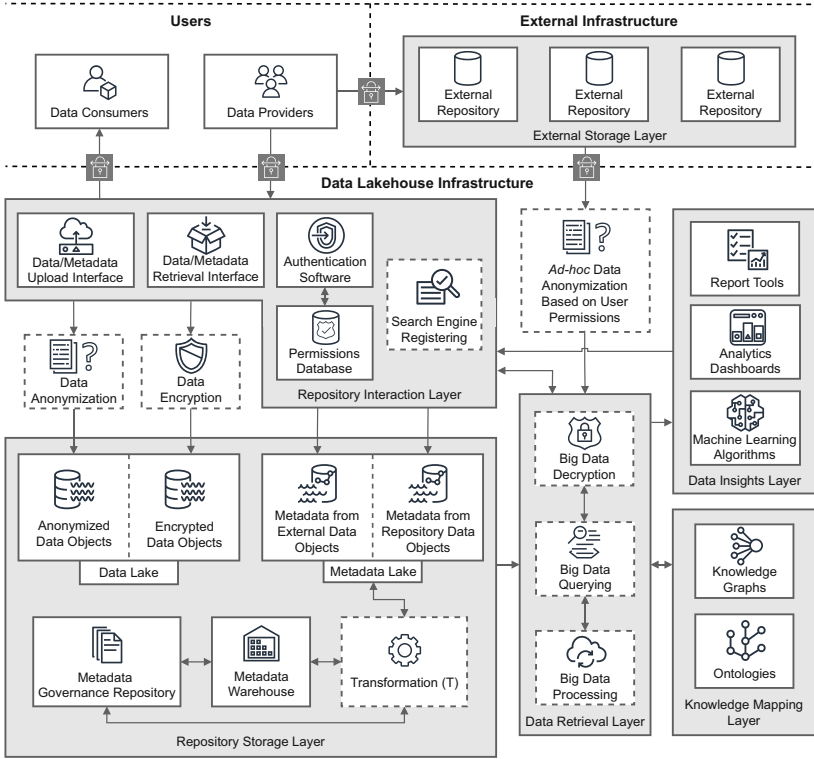 Users
External Infrastructure
Data Consumers
Data Providers
External
Repository
External
Repository
External
Repository
External Storage Layer
Data Lakehouse Infrastructure
Data/Metadata
Upload Interface
Data/Metadata
Retrieval Interface
Authentication
Software
Permissions
Database
Search Engine
Registering
Repository Interaction Layer
?
Ad-hoc Data
Anonymization
Based on User
Permissions
Report Tools
Analytics
Dashboards
Machine Learning
Algorithms
Data Insights Layer
?
Data
Anonymization
Data
Encryption
Anonymized
Data Objects
Encrypted
Data Objects
Data Lake
Metadata from
External Data
Objects
Metadata from
Repository Data
Objects
Metadata Lake
Metadata
Governance Repository
Metadata
Warehouse
Transformation (T)
Repository Storage Layer
Big Data
Decryption
Big Data
Querying
Big Data
Processing
Data Retrieval Layer
Knowledge
Graphs
Ontologies
Knowledge Mapping
Layer